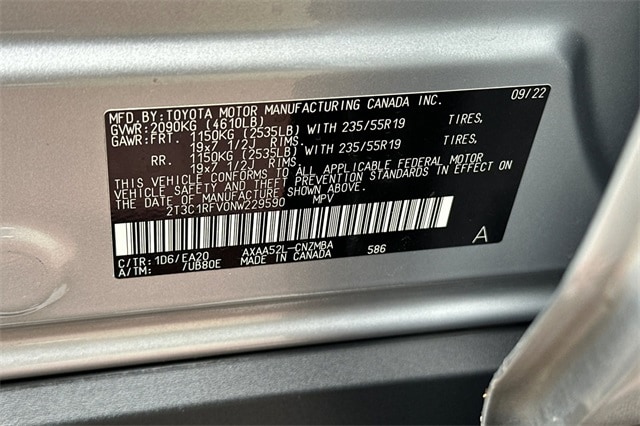 MFD.BY:TOYOTA MOTOR MANUFACTURING CANADA INC. 09/22
GVWR:2090KG (4610LB)
GAWR:FRT. 1150KG (2535LB) WITH 235/55R19 TIRES,
19x7 1/2J RIMS.
RR. 1150KG (2535LB) WITH 235/55R19 TIRES,
19x7 1/2J RIMS.
THIS VEHICLE CONFORMS TO ALL APPLICABLE FEDERAL MOTOR
VEHICLE SAFETY AND THEFT PREVENTION STANDARDS IN EFFECT ON
THE DATE OF MANUFACTURE SHOWN ABOVE.
2T3C1RFV0NW229590 MPV
C/TR:1D6/EA20 AXAA52L-CNZMBA 586 A
A/TM: /UB80E MADE IN CANADA